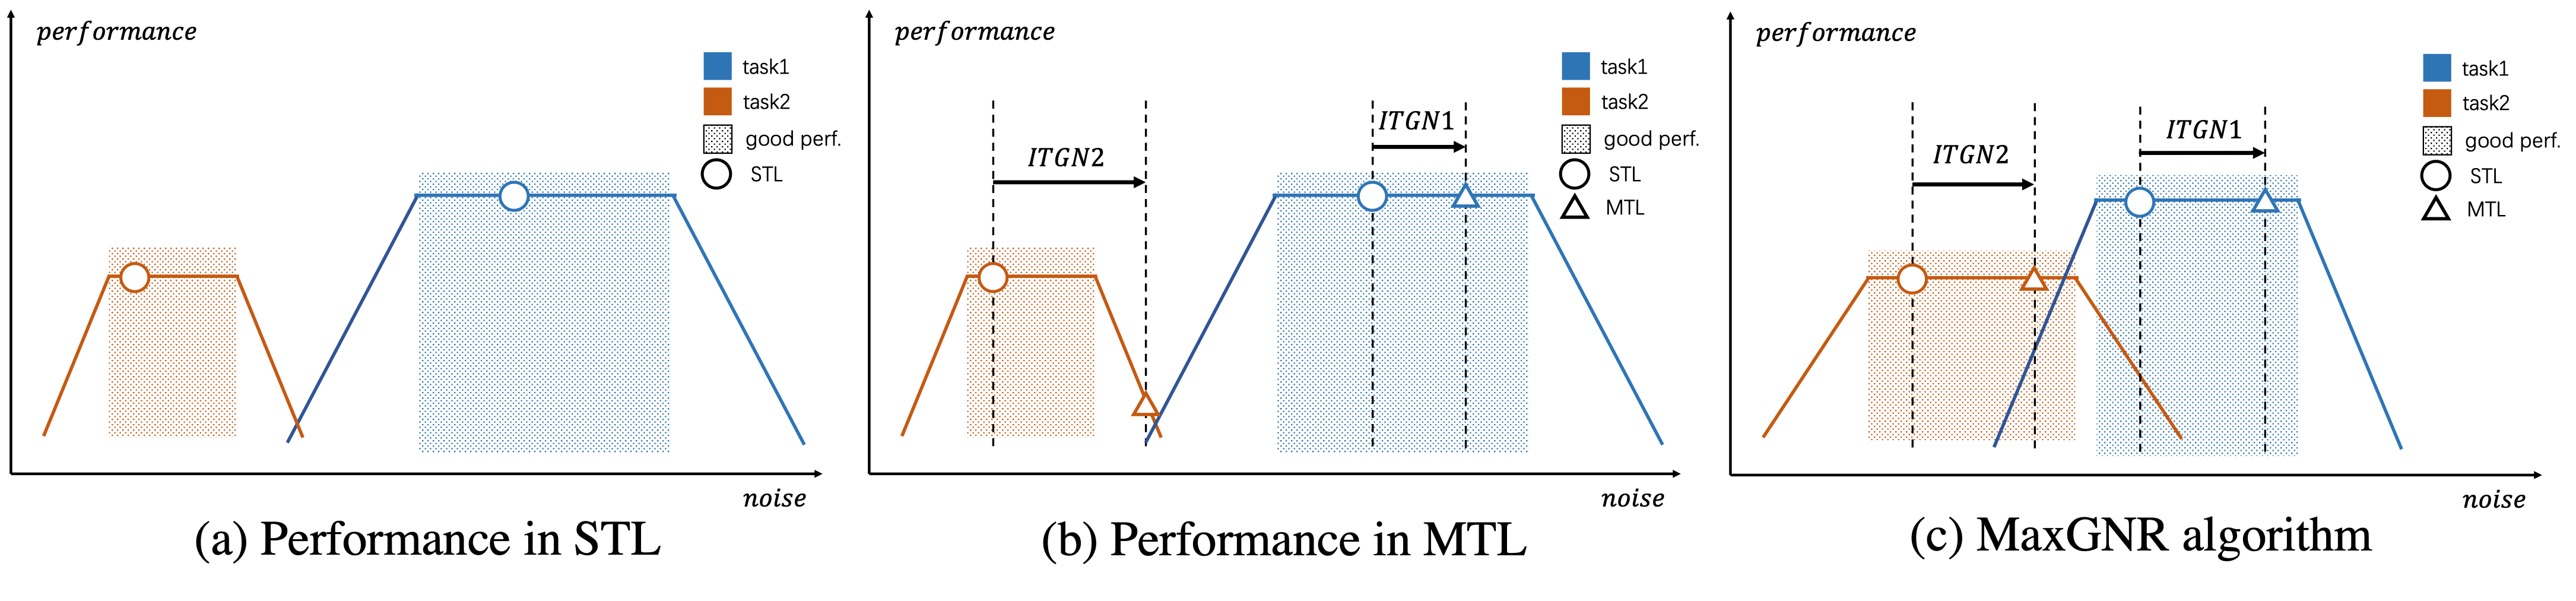 performance
task1
task2
good perf.
STL
noise
(a) Performance in STL
performance
task1
task2
good perf.
STL
MTL
ITGN1
ITGN2
noise
(b) Performance in MTL
performance
task1
task2
good perf.
STL
MTL
ITGN1
ITGN2
noise
(c) MaxGNR algorithm